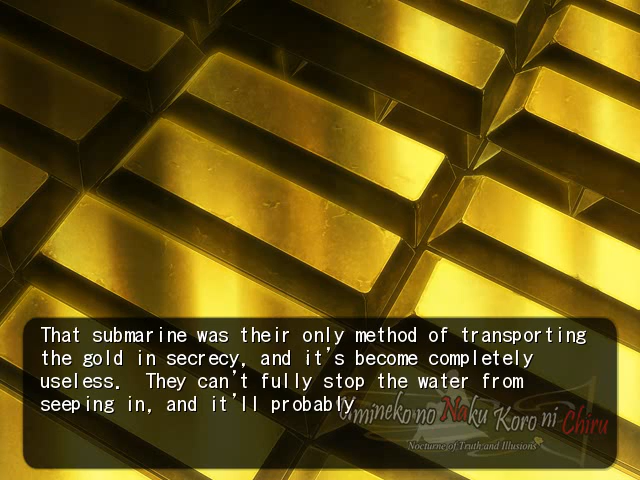 That submarine was their only method of transporting
the gold in secrecy, and it's become completely
useless.  They can't fully stop the water from
seeping in, and it'll probably
Umineko no Naku Koro ni Chiru
Nocturne of Truth and Illusions